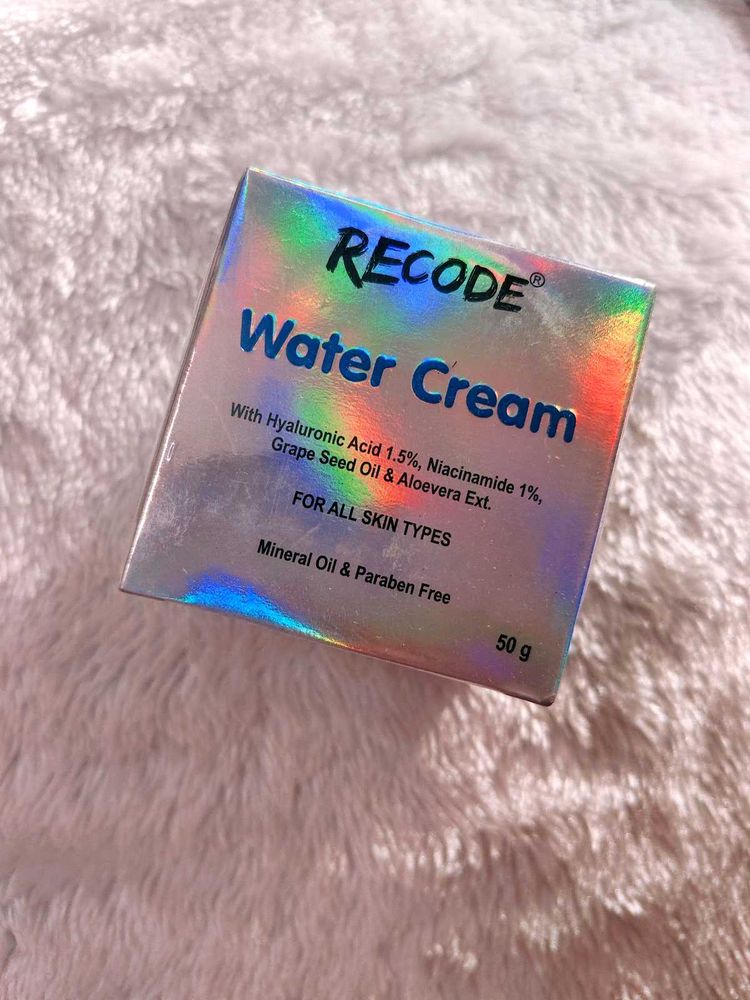 RECODE®
Water Cream
With Hyaluronic Acid 1.5%, Niacinamide 1%,
Grape Seed Oil & Aloevera Ext.
FOR ALL SKIN TYPES
Mineral Oil & Paraben Free
50 g